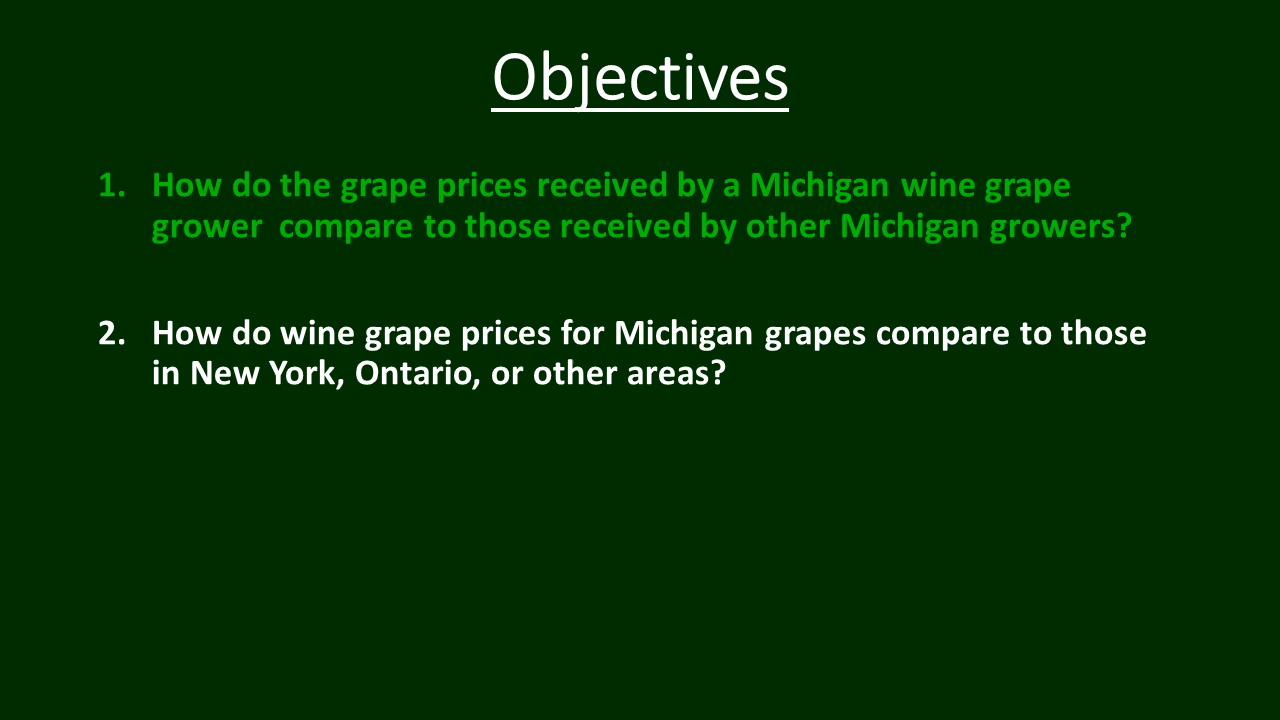 Objectives
1. How do the grape prices received by a Michigan wine grape
grower  compare to those received by other Michigan growers?
2. How do wine grape prices for Michigan grapes compare to those
in New York, Ontario, or other areas?